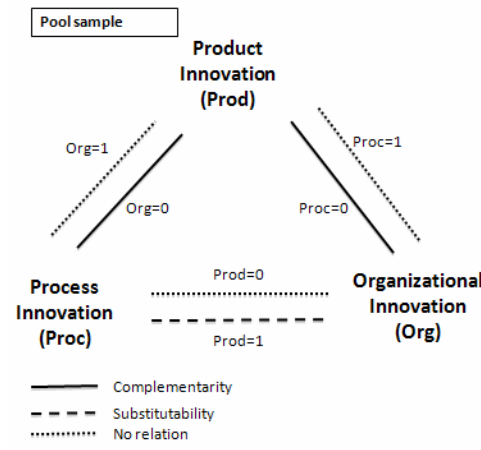 Pool sample
Product
Innovation
(Prod)
Org=1
Proc=1
Org=0
Proc=0
Process
Innovation
(Proc)
Prod=0
Prod=1
Organizational
Innovation
(Org)
Complementarity
Substitutability
No relation